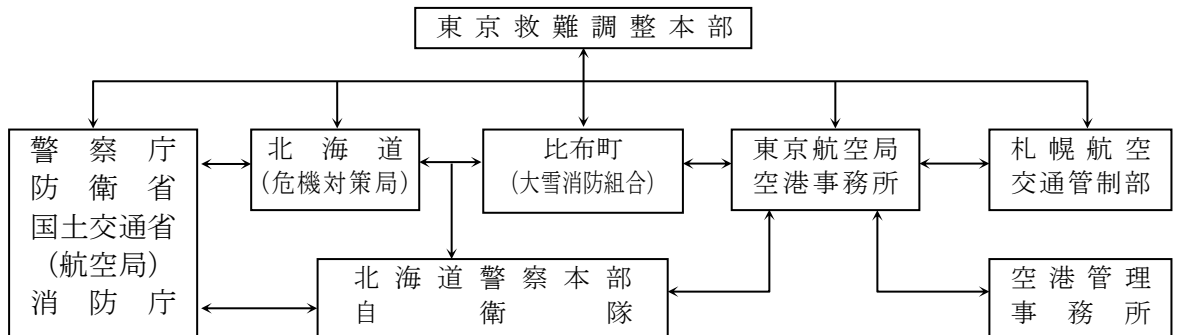 東京救難調整本部
警察庁
防衛省
国土交通省
(航空局)
消防庁
北海道
(危機対策局)
比布町
(大雪消防組合)
東京航空局
空港事務所
札幌航空
交通管制部
北海道警察本部
自衛隊
空港管理
事務所